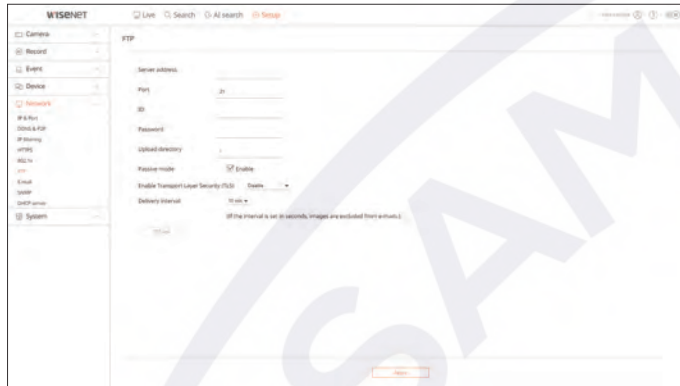 WISENET Live Search AI search Setup
Camera
Record
Event
Device
Network
IP & Port
DDNS & P2P
IP filtering
HTTPS
802.1x
FTP
E-mail
SNMP
DHCP server
System
FTP
Server address
Port 21
ID
Password
Upload directory
Passive mode Enable
Enable Transport Layer Security (TLS) Disable
Delivery interval 10 min
(If the interval is set in seconds, images are excluded from e-mails.)
FTP test
Apply
SAM